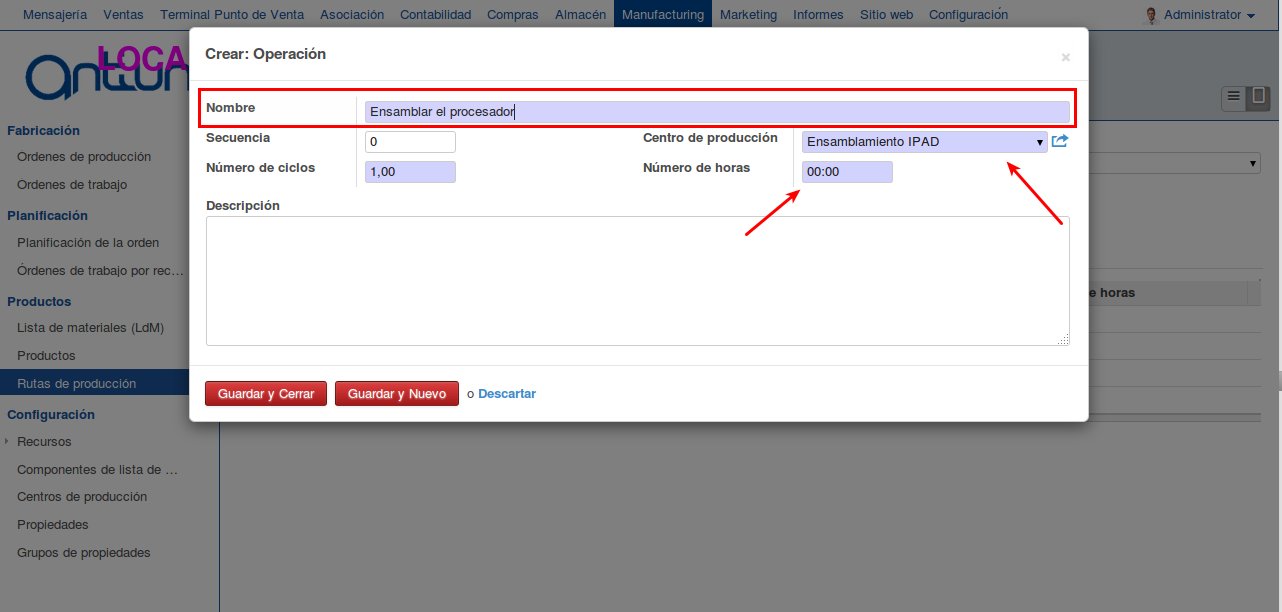 Mensajería Ventas Terminal Punto de Venta Asociación Contabilidad Compras Almacén Manufacturing Marketing Informes Sitio web Configuración Administrator
LOCA
Crear: Operación ×
Nombre Ensamblar el procesador
Secuencia 0 Centro de producción Ensamblamiento IPAD
Número de ciclos 1,00 Número de horas 00:00
Descripción
Guardar y Cerrar Guardar y Nuevo o Descartar
Fabricación
Ordenes de producción
Ordenes de trabajo
Planificación
Planificación de la orden
Órdenes de trabajo por rec...
Productos
Lista de materiales (LdM)
Productos
Rutas de producción
Configuración
Recursos
Componentes de lista de ...
Centros de producción
Propiedades
Grupos de propiedades
e horas